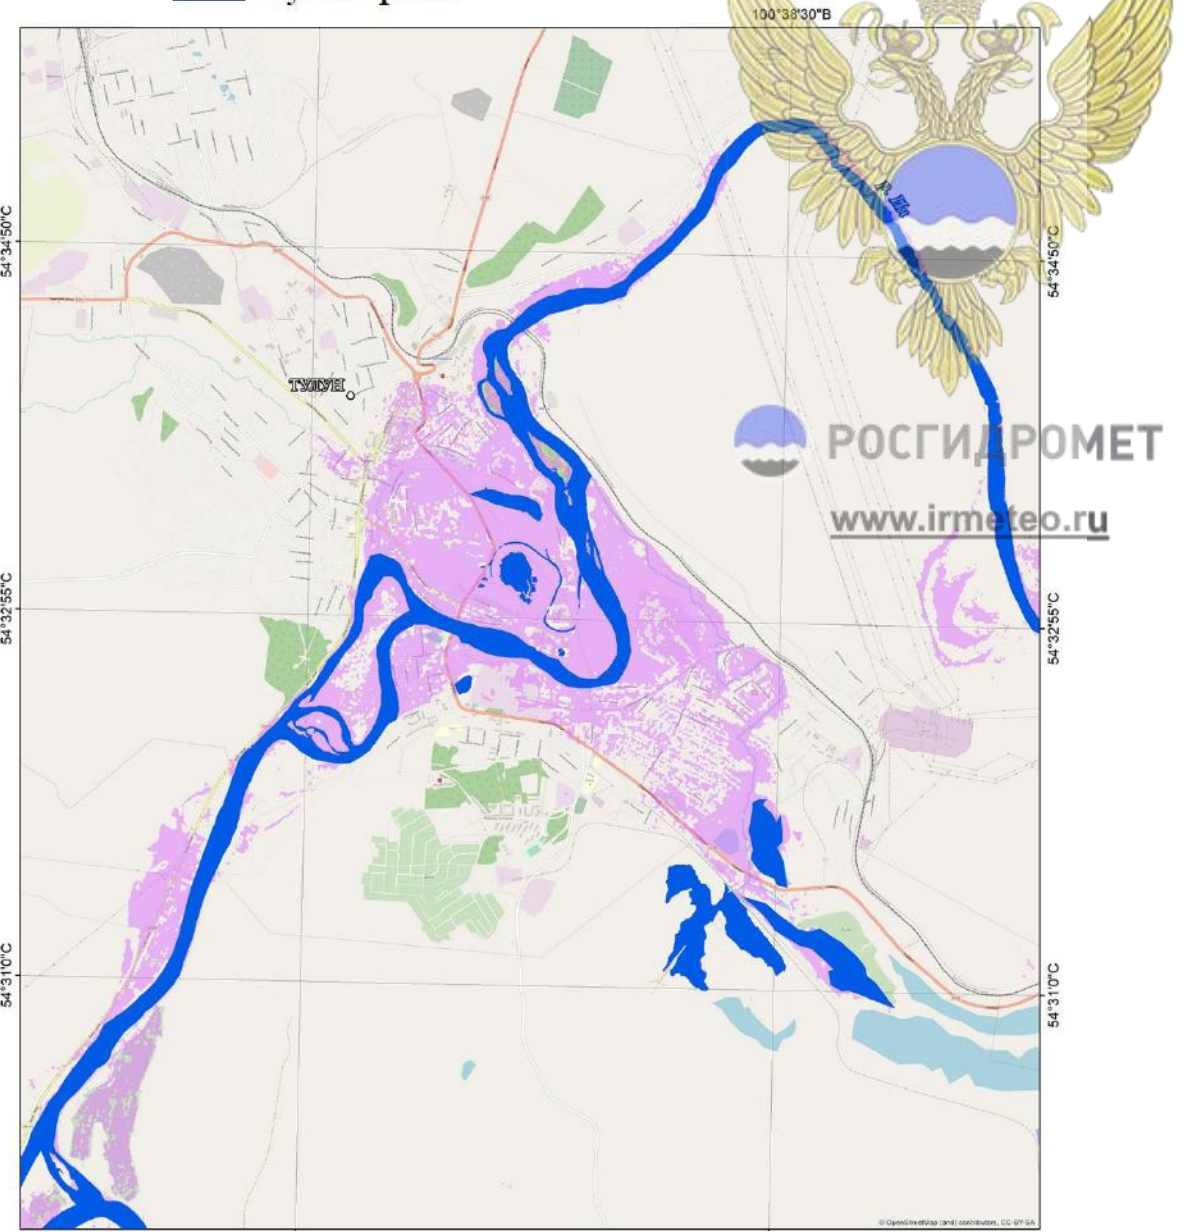 100°38'30"В
54°34'50"С
54°34'50"С
ТУЛУН
РОСГИДРОМЕТ
www.irmeteo.ru
54°32'55"С
54°32'55"С
54°31'0"С
54°31'0"С
© OpenStreetMap (and) contributors, CC-BY-SA